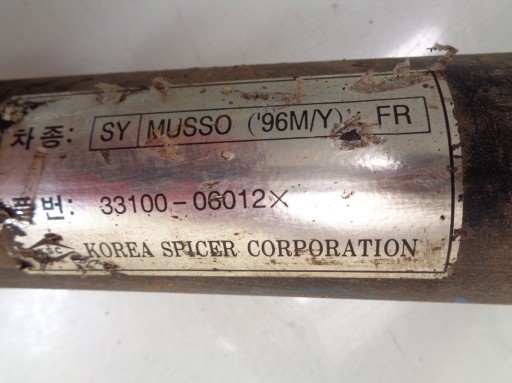 차종: SY MUSSO ('96M/Y) FR
품번: 33100-06012X
KOREA SPICER CORPORATION